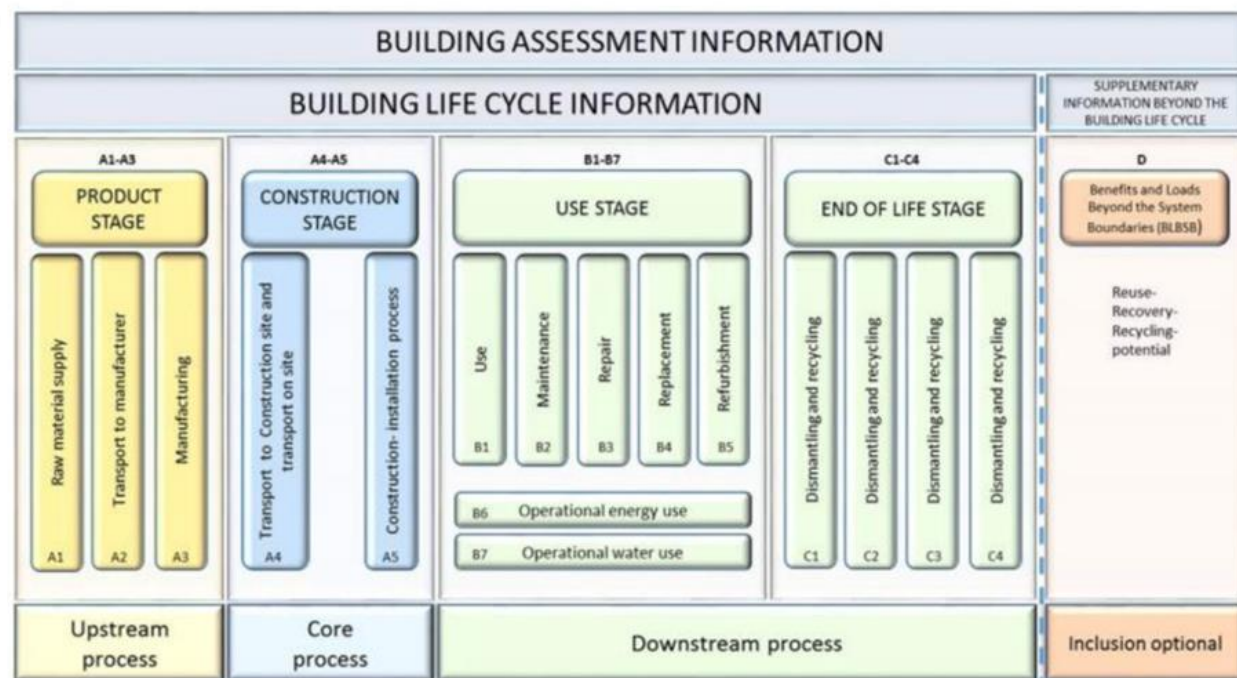 BUILDING ASSESSMENT INFORMATION
BUILDING LIFE CYCLE INFORMATION
SUPPLEMENTARY
INFORMATION BEYOND THE
BUILDING LIFE CYCLE
A1-A3
PRODUCT
STAGE
Raw material supply
A1
Transport to manufacturer
A2
Manufacturing
A3
A4-A5
CONSTRUCTION
STAGE
Transport to Construction site and
transport on site
A4
Construction- installation process
A5
B1-B7
USE STAGE
Use
B1
Maintenance
B2
Repair
B3
Replacement
B4
Refurbishment
B5
B6 Operational energy use
B7 Operational water use
C1-C4
END OF LIFE STAGE
Dismantling and recycling
C1
Dismantling and recycling
C2
Dismantling and recycling
C3
Dismantling and recycling
C4
D
Benefits and Loads
Beyond the System
Boundaries (BLBSB)
Reuse-
Recovery-
Recycling-
potential
Upstream
process
Core
process
Downstream process
Inclusion optional